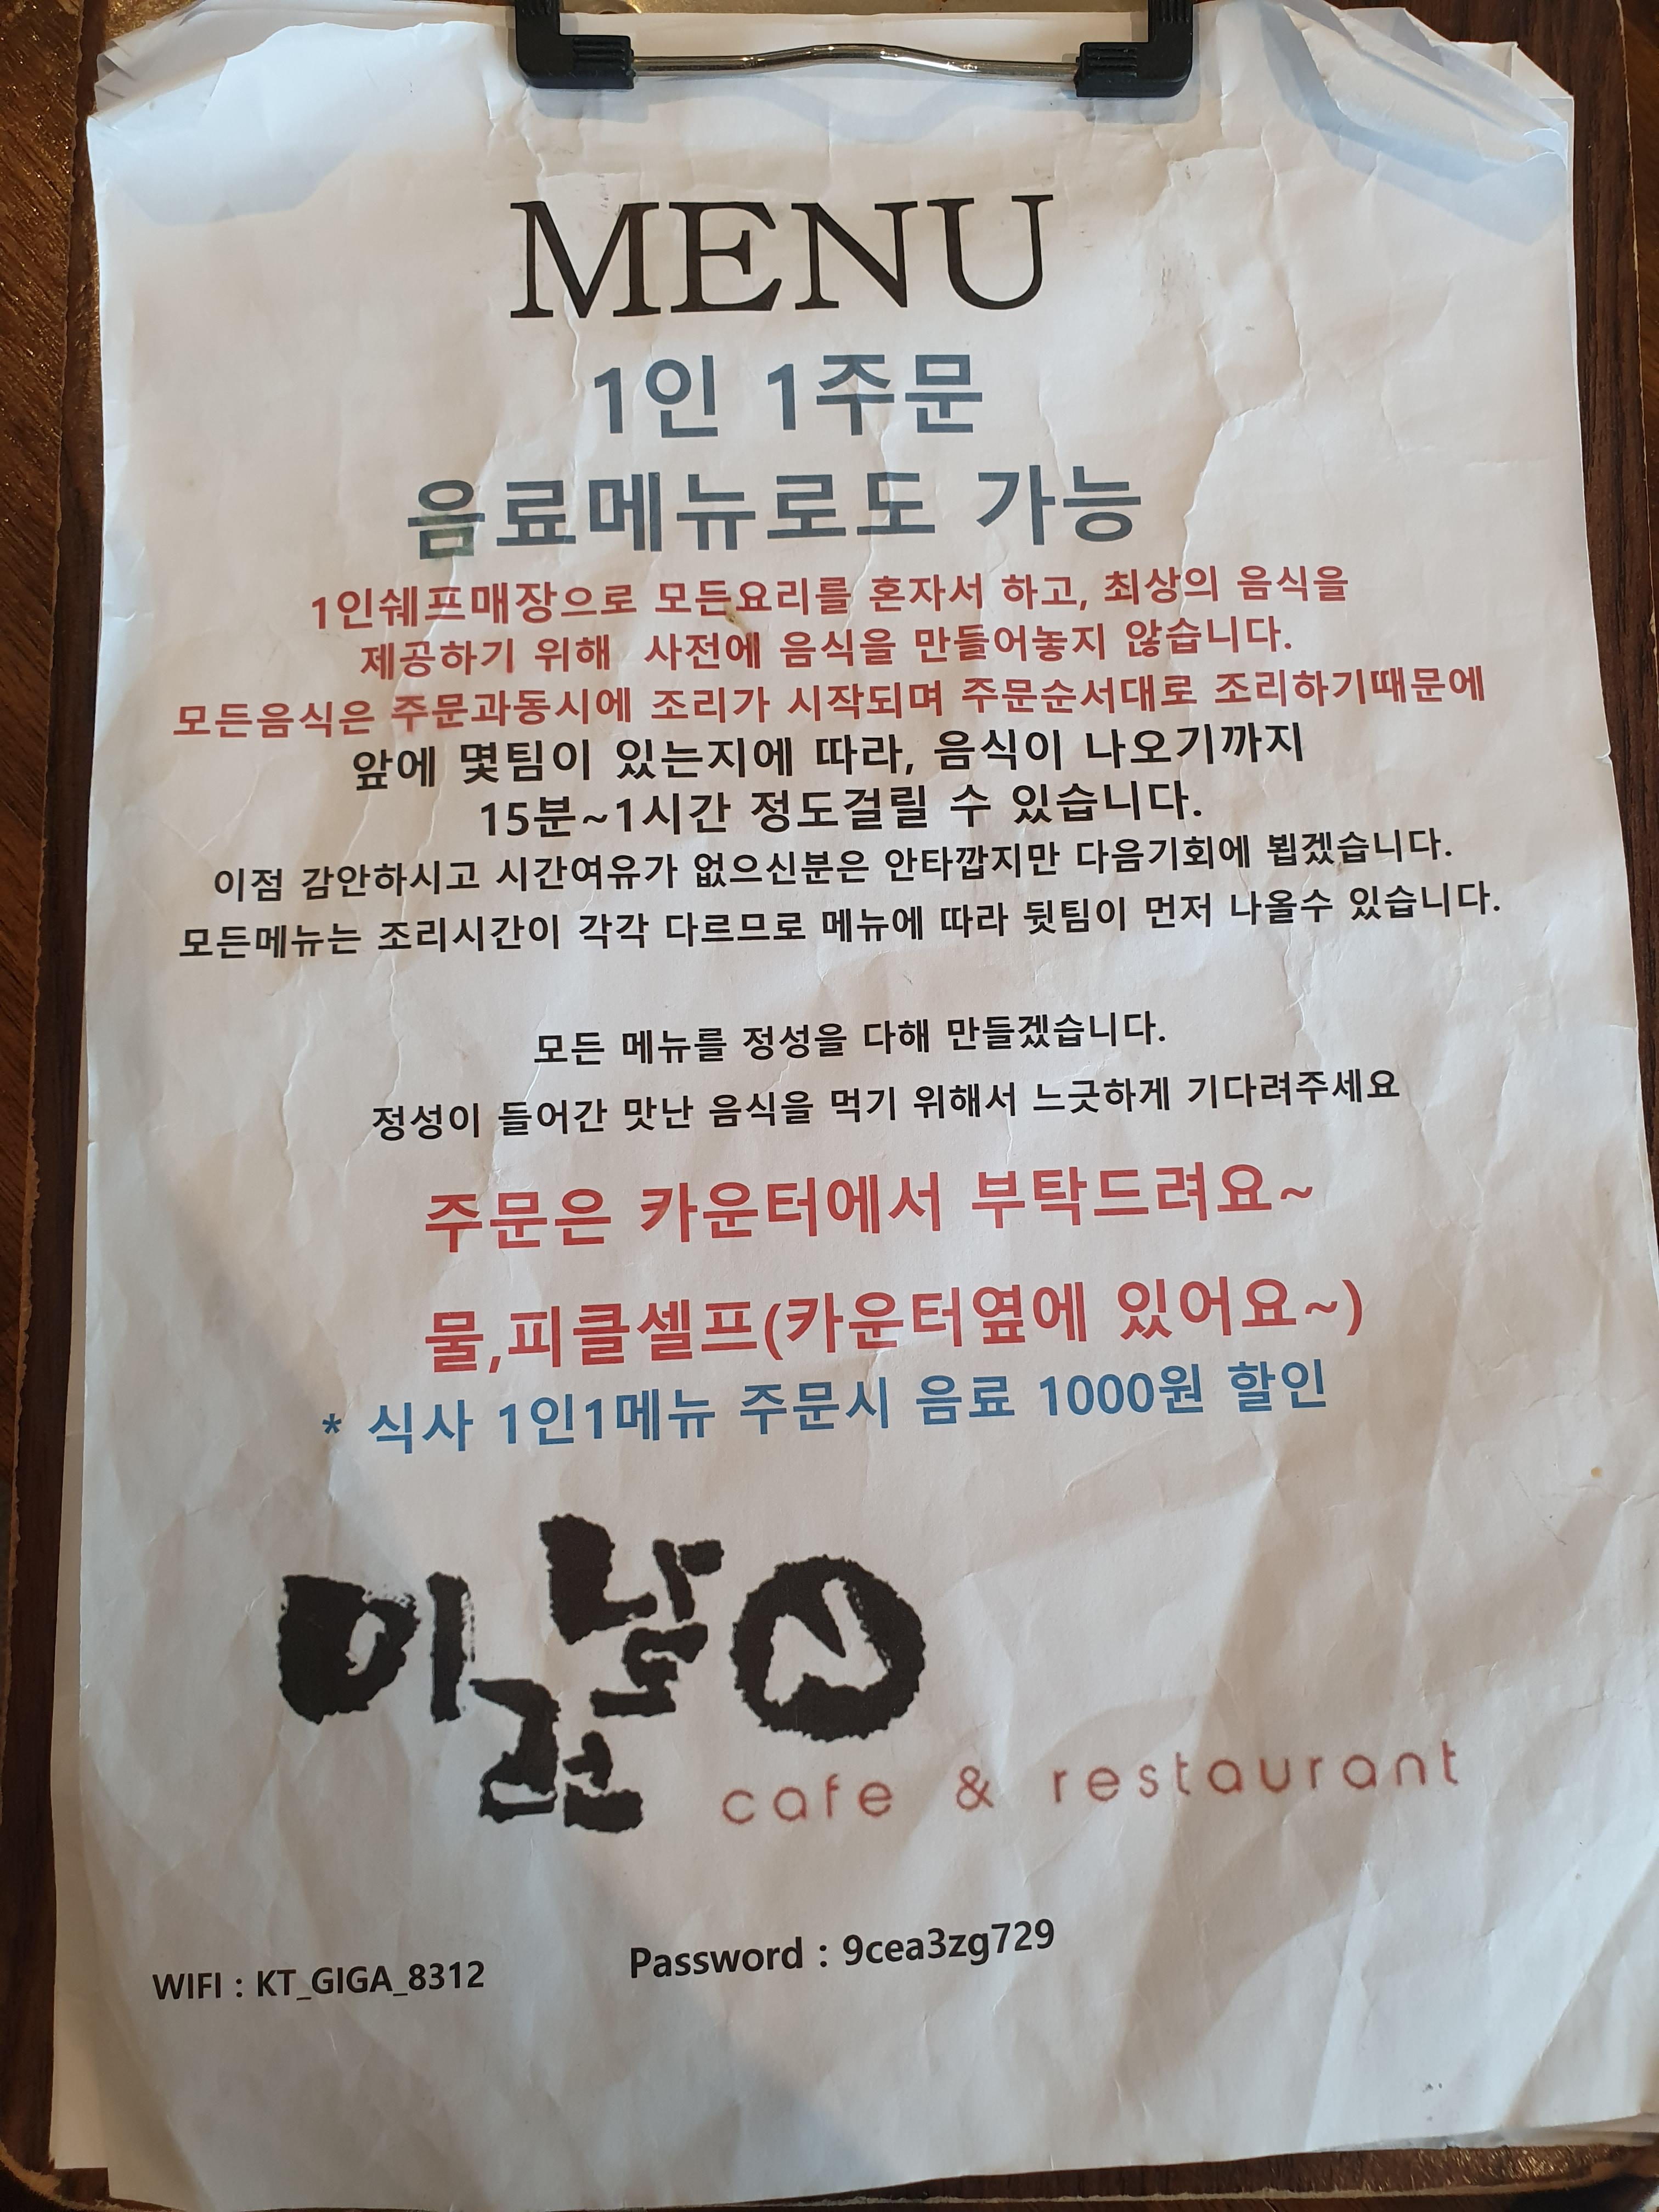 MENU
1인 1주문
음료메뉴로도 가능
1인쉐프매장으로 모든요리를 혼자서 하고, 최상의 음식을
제공하기 위해 사전에 음식을 만들어놓지 않습니다.
모든음식은 주문과동시에 조리가 시작되며 주문순서대로 조리하기때문에
앞에 몇팀이 있는지에 따라, 음식이 나오기까지
15분~1시간 정도걸릴 수 있습니다.
이점 감안하시고 시간여유가 없으신분은 안타깝지만 다음기회에 뵙겠습니다.
모든메뉴는 조리시간이 각각 다르므로 메뉴에 따라 뒷팀이 먼저 나올수 있습니다.
모든 메뉴를 정성을 다해 만들겠습니다.
정성이 들어간 맛난 음식을 먹기 위해서 느긋하게 기다려주세요
주문은 카운터에서 부탁드려요~
물,피클셀프(카운터옆에 있어요~)
* 식사 1인1메뉴 주문시 음료 1000원 할인
cafe & restaurant
WIFI : KT_GIGA_8312 Password : 9cea3zg729